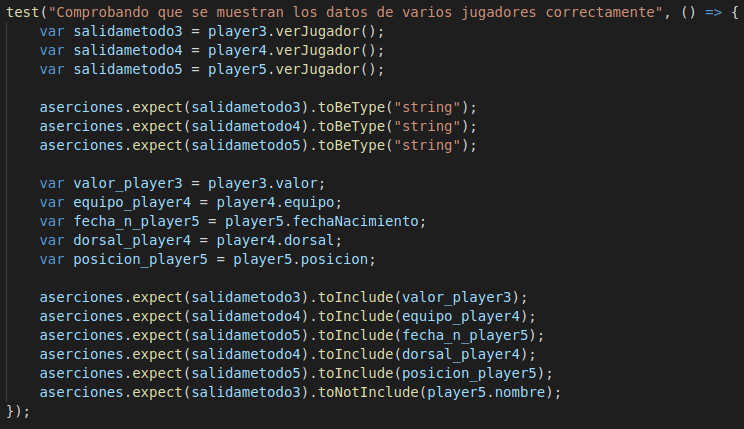 test("Comprobando que se muestran los datos de varios jugadores correctamente", () => {
    var salidametodo3 = player3.verJugador();
    var salidametodo4 = player4.verJugador();
    var salidametodo5 = player5.verJugador();

    aserciones.expect(salidametodo3).toBeType("string");
    aserciones.expect(salidametodo4).toBeType("string");
    aserciones.expect(salidametodo5).toBeType("string");

    var valor_player3 = player3.valor;
    var equipo_player4 = player4.equipo;
    var fecha_n_player5 = player5.fechaNacimiento;
    var dorsal_player4 = player4.dorsal;
    var posicion_player5 = player5.posicion;

    aserciones.expect(salidametodo3).toInclude(valor_player3);
    aserciones.expect(salidametodo4).toInclude(equipo_player4);
    aserciones.expect(salidametodo5).toInclude(fecha_n_player5);
    aserciones.expect(salidametodo4).toInclude(dorsal_player4);
    aserciones.expect(salidametodo5).toInclude(posicion_player5);
    aserciones.expect(salidametodo3).toNotInclude(player5.nombre);
});